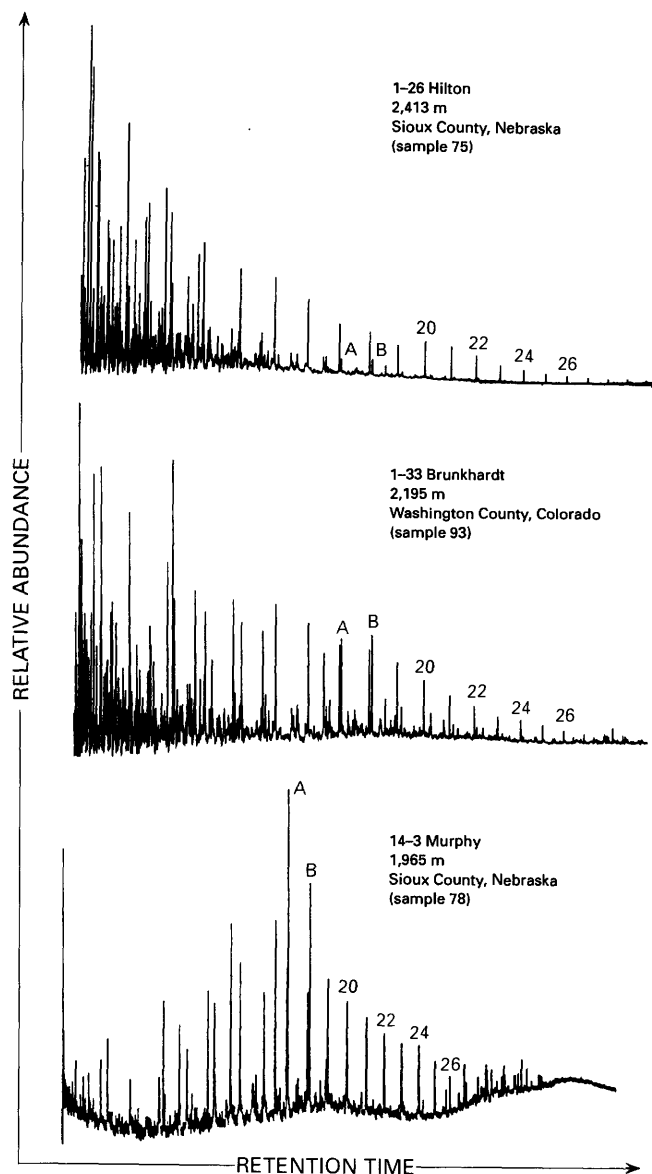 1–26 Hilton
2,413 m
Sioux County, Nebraska
(sample 75)
A
B
20
22
24
26
1–33 Brunkhardt
2,195 m
Washington County, Colorado
(sample 93)
A
B
20
22
24
26
14–3 Murphy
1,965 m
Sioux County, Nebraska
(sample 78)
A
B
20
22
24
26
RELATIVE ABUNDANCE
RETENTION TIME